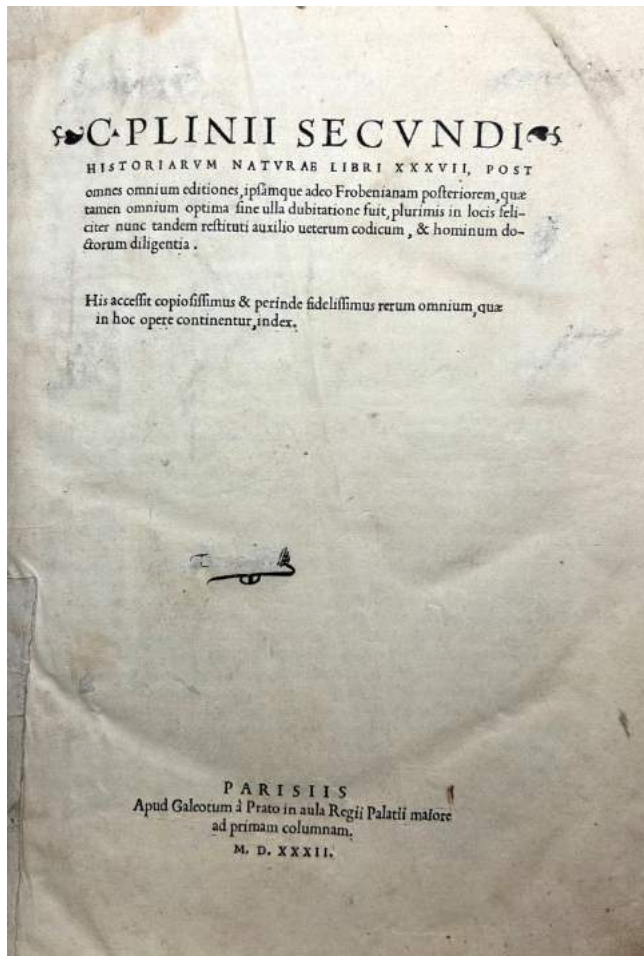 C PLINII SECVNDI
HISTORIARVM NATVRAE LIBRI XXXVII, POST
omnes omnium editiones, ipsãmque adeo Frobenianam posteriorem, quæ
tamen omnium optima sine ulla dubitatione fuit, plurimis in locis feli-
citer nunc tandem restituti auxilio ueterum codicum, & hominum do-
ctorum diligentia.
His accessit copiosissimus & perinde fidelissimus rerum omnium, quæ
in hoc opere continentur, index.
PARISIIS
Apud Galeotum à Prato in aula Regii Palatii maiore
ad primam columnam.
M. D. XXXII.